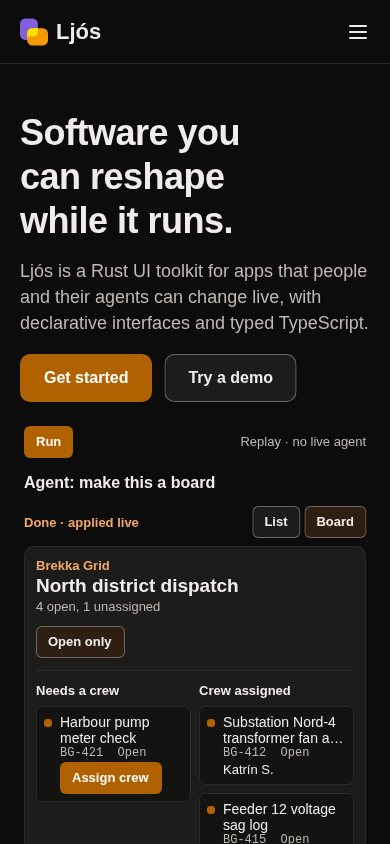 Ljós
Software you
can reshape
while it runs.
Ljós is a Rust UI toolkit for apps that people
and their agents can change live, with
declarative interfaces and typed TypeScript.
Get started
Try a demo
Run
Replay · no live agent
Agent: make this a board
Done · applied live
List
Board
Brekka Grid
North district dispatch
4 open, 1 unassigned
Open only
Needs a crew
Harbour pump
meter check
BG-421 Open
Assign crew
Crew assigned
Substation Nord-4
transformer fan a…
BG-412 Open
Katrín S.
Feeder 12 voltage
sag log
BG-415 Open